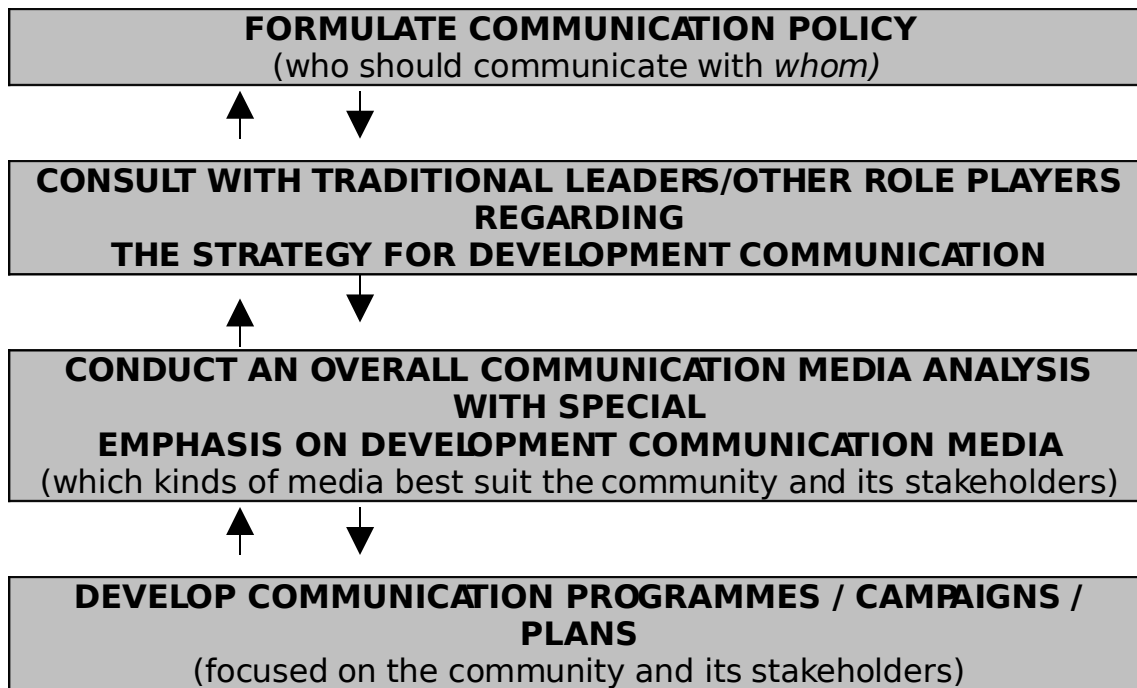 FORMULATE COMMUNICATION POLICY
(who should communicate with whom)
CONSULT WITH TRADITIONAL LEADERS/OTHER ROLE PLAYERS
REGARDING
THE STRATEGY FOR DEVELOPMENT COMMUNICATION
CONDUCT AN OVERALL COMMUNICATION MEDIA ANALYSIS
WITH SPECIAL
EMPHASIS ON DEVELOPMENT COMMUNICATION MEDIA
(which kinds of media best suit the community and its stakeholders)
DEVELOP COMMUNICATION PROGRAMMES / CAMPAIGNS /
PLANS
(focused on the community and its stakeholders)